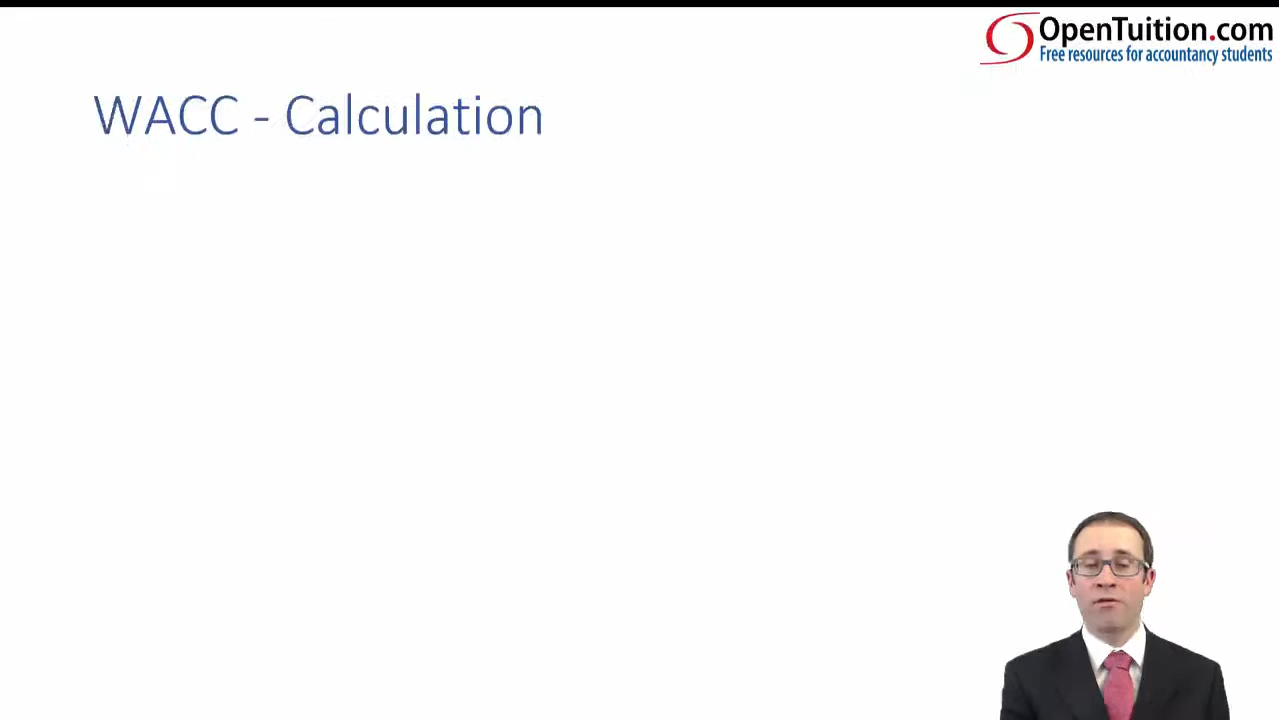 OpenTuition.com
Free resources for accountancy students
WACC - Calculation